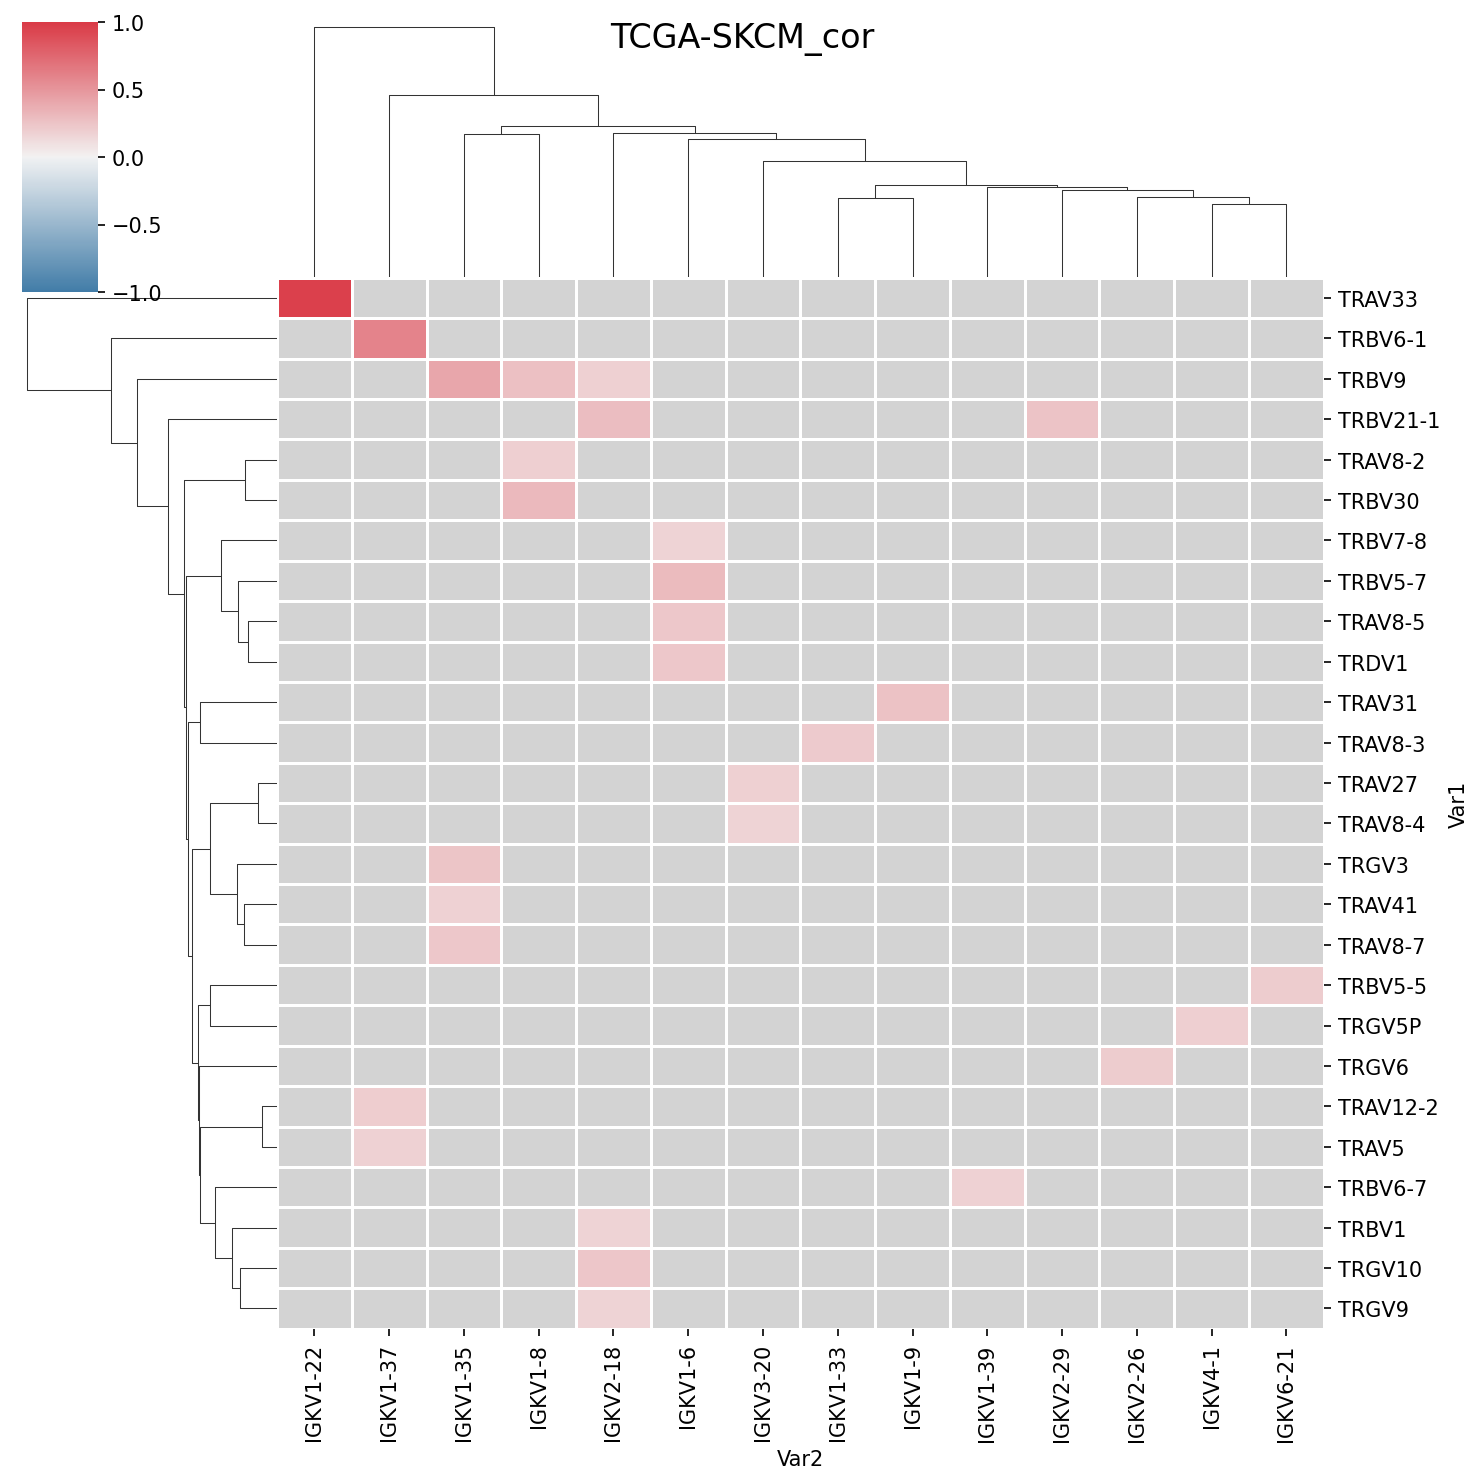 TCGA-SKCM_cor
1.0
0.5
0.0
−0.5
−1.0
TRAV33
TRBV6-1
TRBV9
TRBV21-1
TRAV8-2
TRBV30
TRBV7-8
TRBV5-7
TRAV8-5
TRDV1
TRAV31
TRAV8-3
TRAV27
TRAV8-4
TRGV3
TRAV41
TRAV8-7
TRBV5-5
TRGV5P
TRGV6
TRAV12-2
TRAV5
TRBV6-7
TRBV1
TRGV10
TRGV9
Var1
IGKV1-22
IGKV1-37
IGKV1-35
IGKV1-8
IGKV2-18
IGKV1-6
IGKV3-20
IGKV1-33
IGKV1-9
IGKV1-39
IGKV2-29
IGKV2-26
IGKV4-1
IGKV6-21
Var2